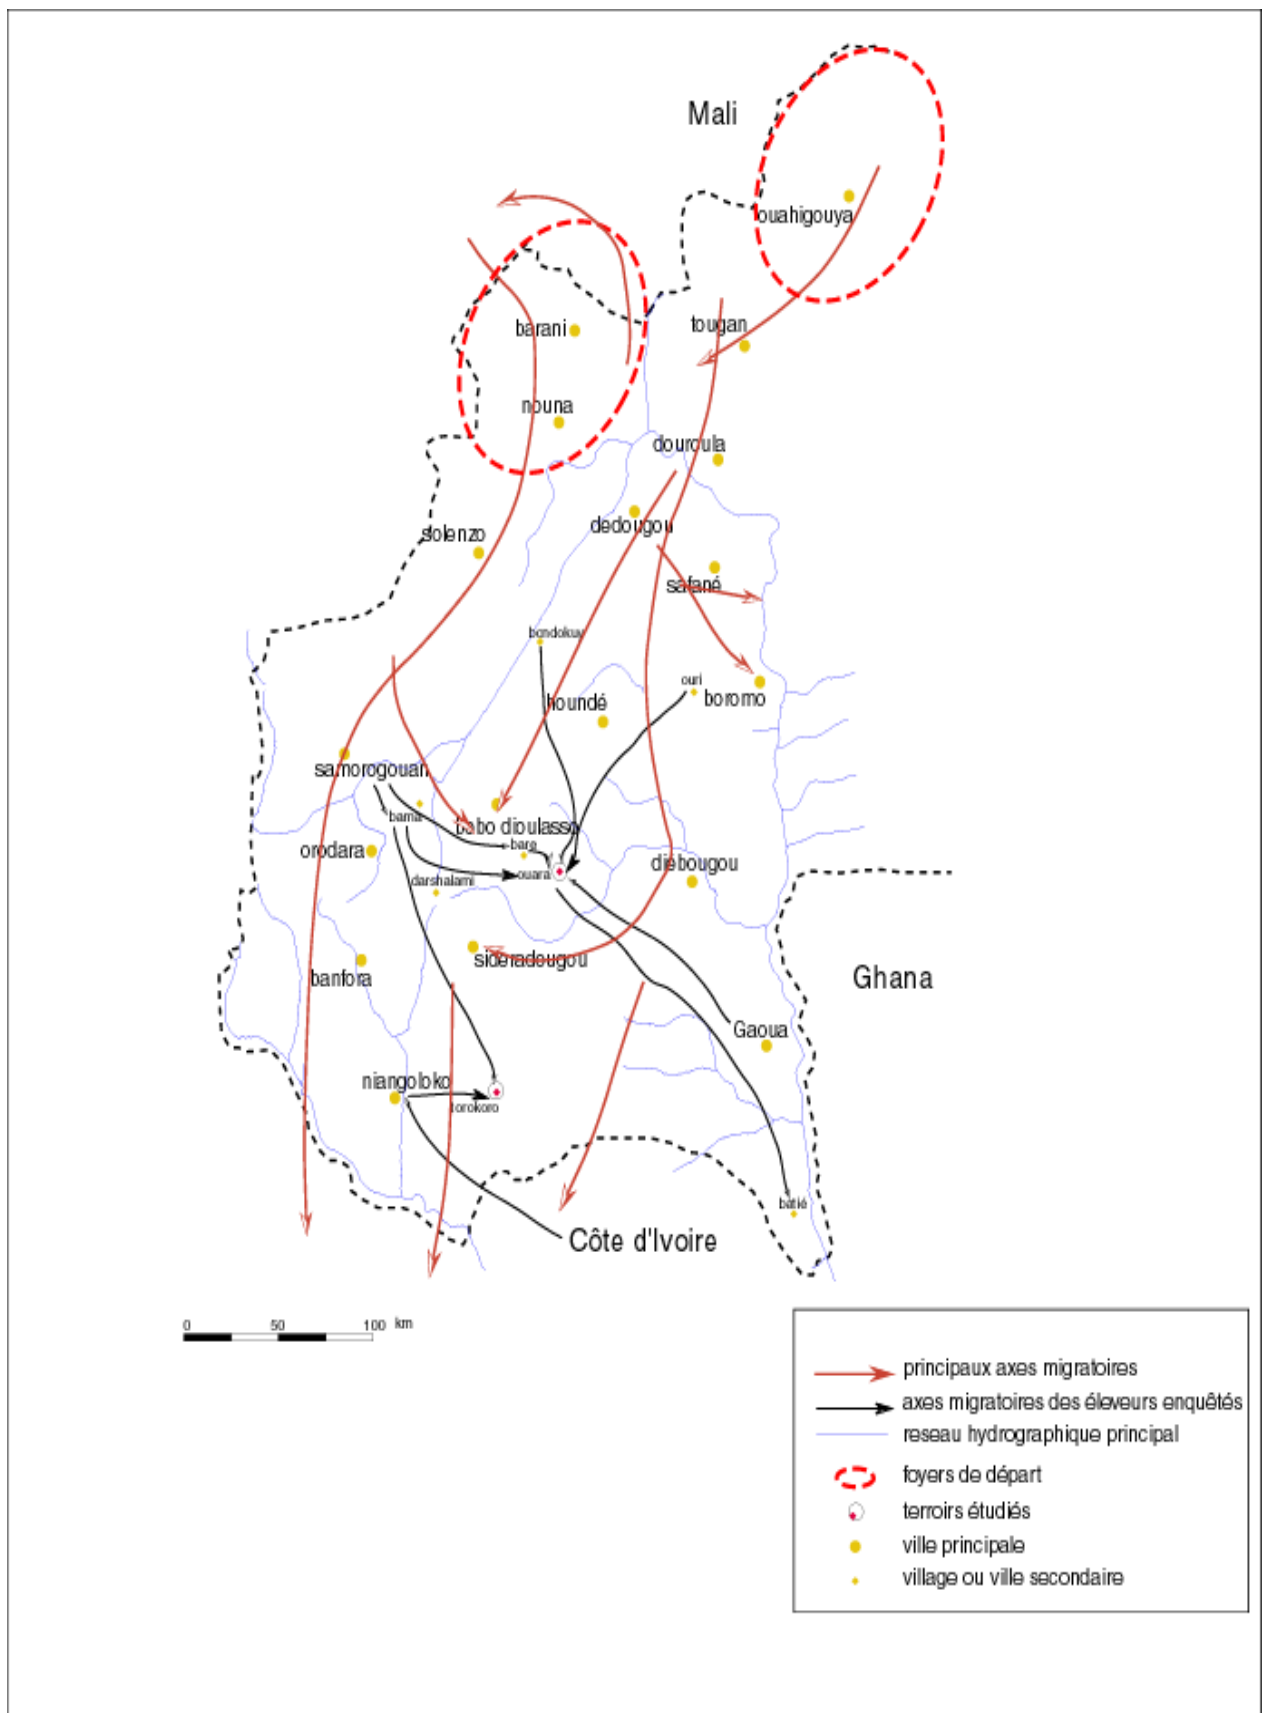 Mali
ouahigouya
barani
tougan
nouna
douroula
dedougou
solenzo
safané
bondokuy
ouri
boromo
houndé
samorogouan
bama
bobo dioulasso
bare
orodara
diebougou
ouara
darshalami
sideradougou
banfora
Ghana
Gaoua
niangoloko
torokoro
batié
Côte d'Ivoire
0 50 100 km
principaux axes migratoires
axes migratoires des éleveurs enquêtés
reseau hydrographique principal
foyers de départ
terroirs étudiés
ville principale
village ou ville secondaire